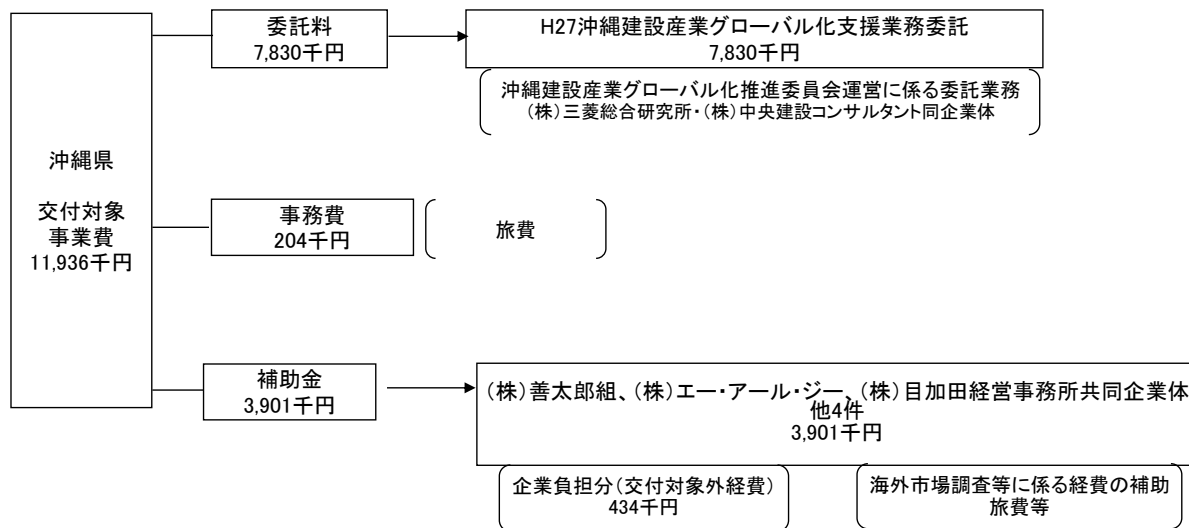 沖縄県
交付対象
事業費
11,936千円
委託料
7,830千円
H27沖縄建設産業グローバル化支援業務委託
7,830千円
沖縄建設産業グローバル化推進委員会運営に係る委託業務
(株)三菱総合研究所・(株)中央建設コンサルタント同企業体
事務費
204千円
旅費
補助金
3,901千円
(株)善太郎組、(株)エー・アール・ジー、(株)目加田経営事務所共同企業体
他4件
3,901千円
企業負担分(交付対象外経費)
434千円
海外市場調査等に係る経費の補助
旅費等